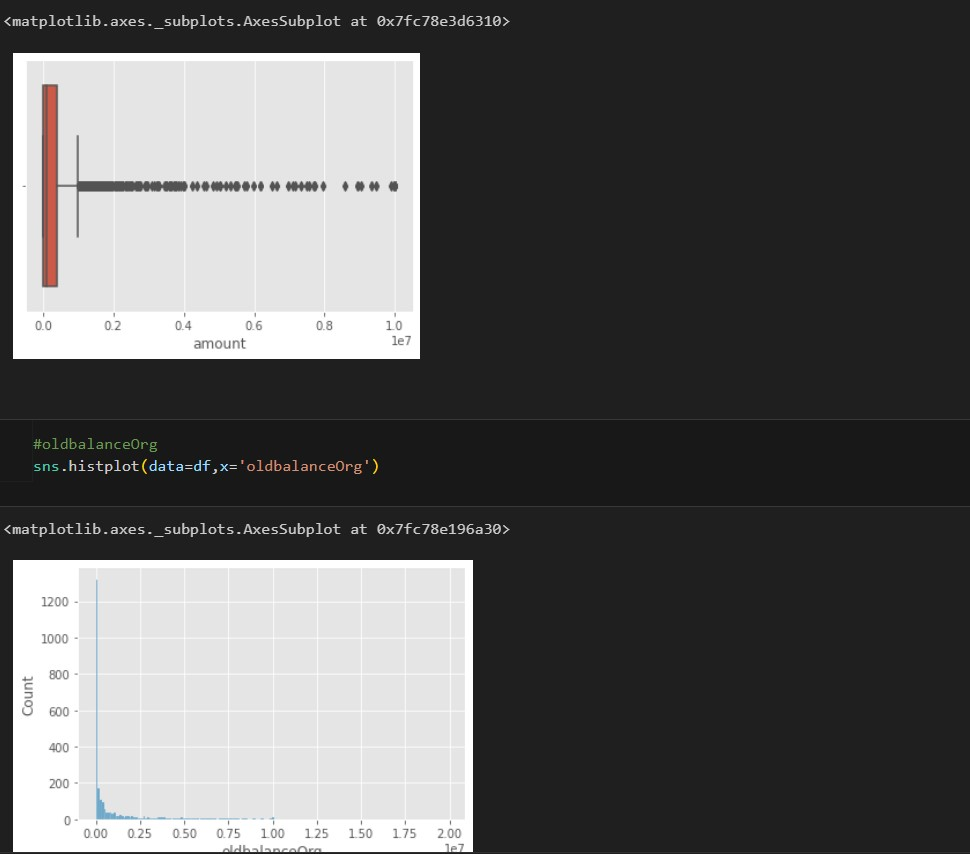 <matplotlib.axes._subplots.AxesSubplot at 0x7fc78e3d6310>
0.0 0.2 0.4 0.6 0.8 1.0
1e7
amount
#oldbalanceOrg
sns.histplot(data=df,x='oldbalanceOrg')
<matplotlib.axes._subplots.AxesSubplot at 0x7fc78e196a30>
1200
1000
800
600
400
200
0
Count
0.00 0.25 0.50 0.75 1.00 1.25 1.50 1.75 2.00
oldbalanceOrg
1e7